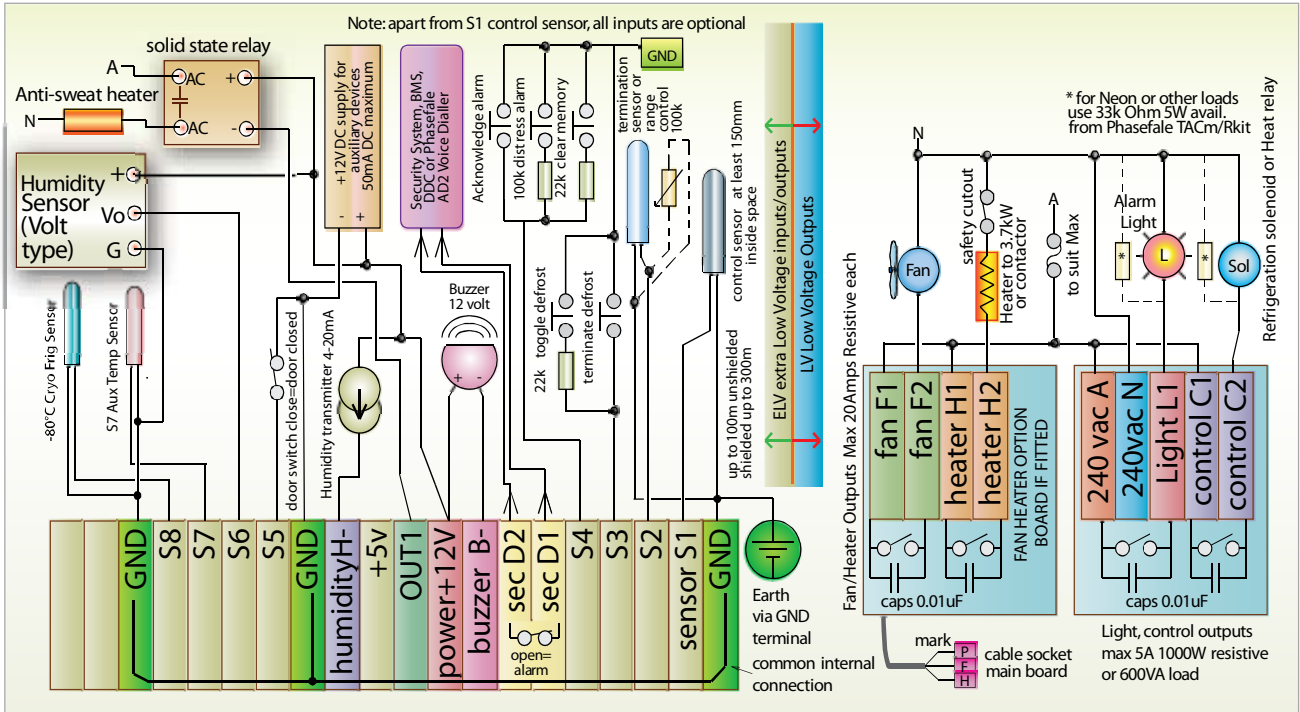 Note: apart from S1 control sensor, all inputs are optional
solid state relay
A
AC
+
Anti-sweat heater
N
AC
-
Humidity
Sensor
(Volt
type)
+
Vo
G
-80°C Cryo Frig Sensor
S7 Aux Temp Sensor
+12V DC supply for
auxiliary devices
50mA DC maximum
- +
Security System, BMS,
DDC or Phasefale
AD2 Voice Dialler
Acknowledge alarm
100k distress alarm
22k clear memory
GND
termination
sensor or
range
control
100k
control sensor at least 150mm
inside space
up to 100m unshielded
shielded up to 300m
door switch close=door closed
Humidity transmitter 4-20mA
Buzzer
12 volt
+ -
22k toggle defrost
terminate defrost
ELV extra Low Voltage inputs/outputs
LV Low Voltage Outputs
GND
S8
S7
S6
S5
GND
humidityH-
+5v
OUT1
power+12V
buzzer B-
sec D2
sec D1
open=
alarm
S4
S3
S2
sensor S1
GND
Earth
via GND
terminal
common internal
connection
* for Neon or other loads
use 33k Ohm 5W avail.
from Phasefale TACm/Rkit
N
Fan
safety cutout
Heater to 3.7kW
or contactor
A
to suit Max
Alarm
Light
*
L
*
Sol
Refrigeration solenoid or Heat relay
Fan/Heater Outputs Max 20Amps Resistive each
fan F1
fan F2
heater H1
heater H2
FAN HEATER OPTION
BOARD IF FITTED
caps 0.01uF
240 vac A
240vac N
Light L1
control C1
control C2
caps 0.01uF
mark
P
F
H
cable socket
main board
Light, control outputs
max 5A 1000W resistive
or 600VA load